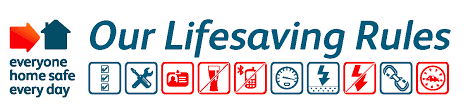 Our Lifesaving Rules
everyone
home safe
every day